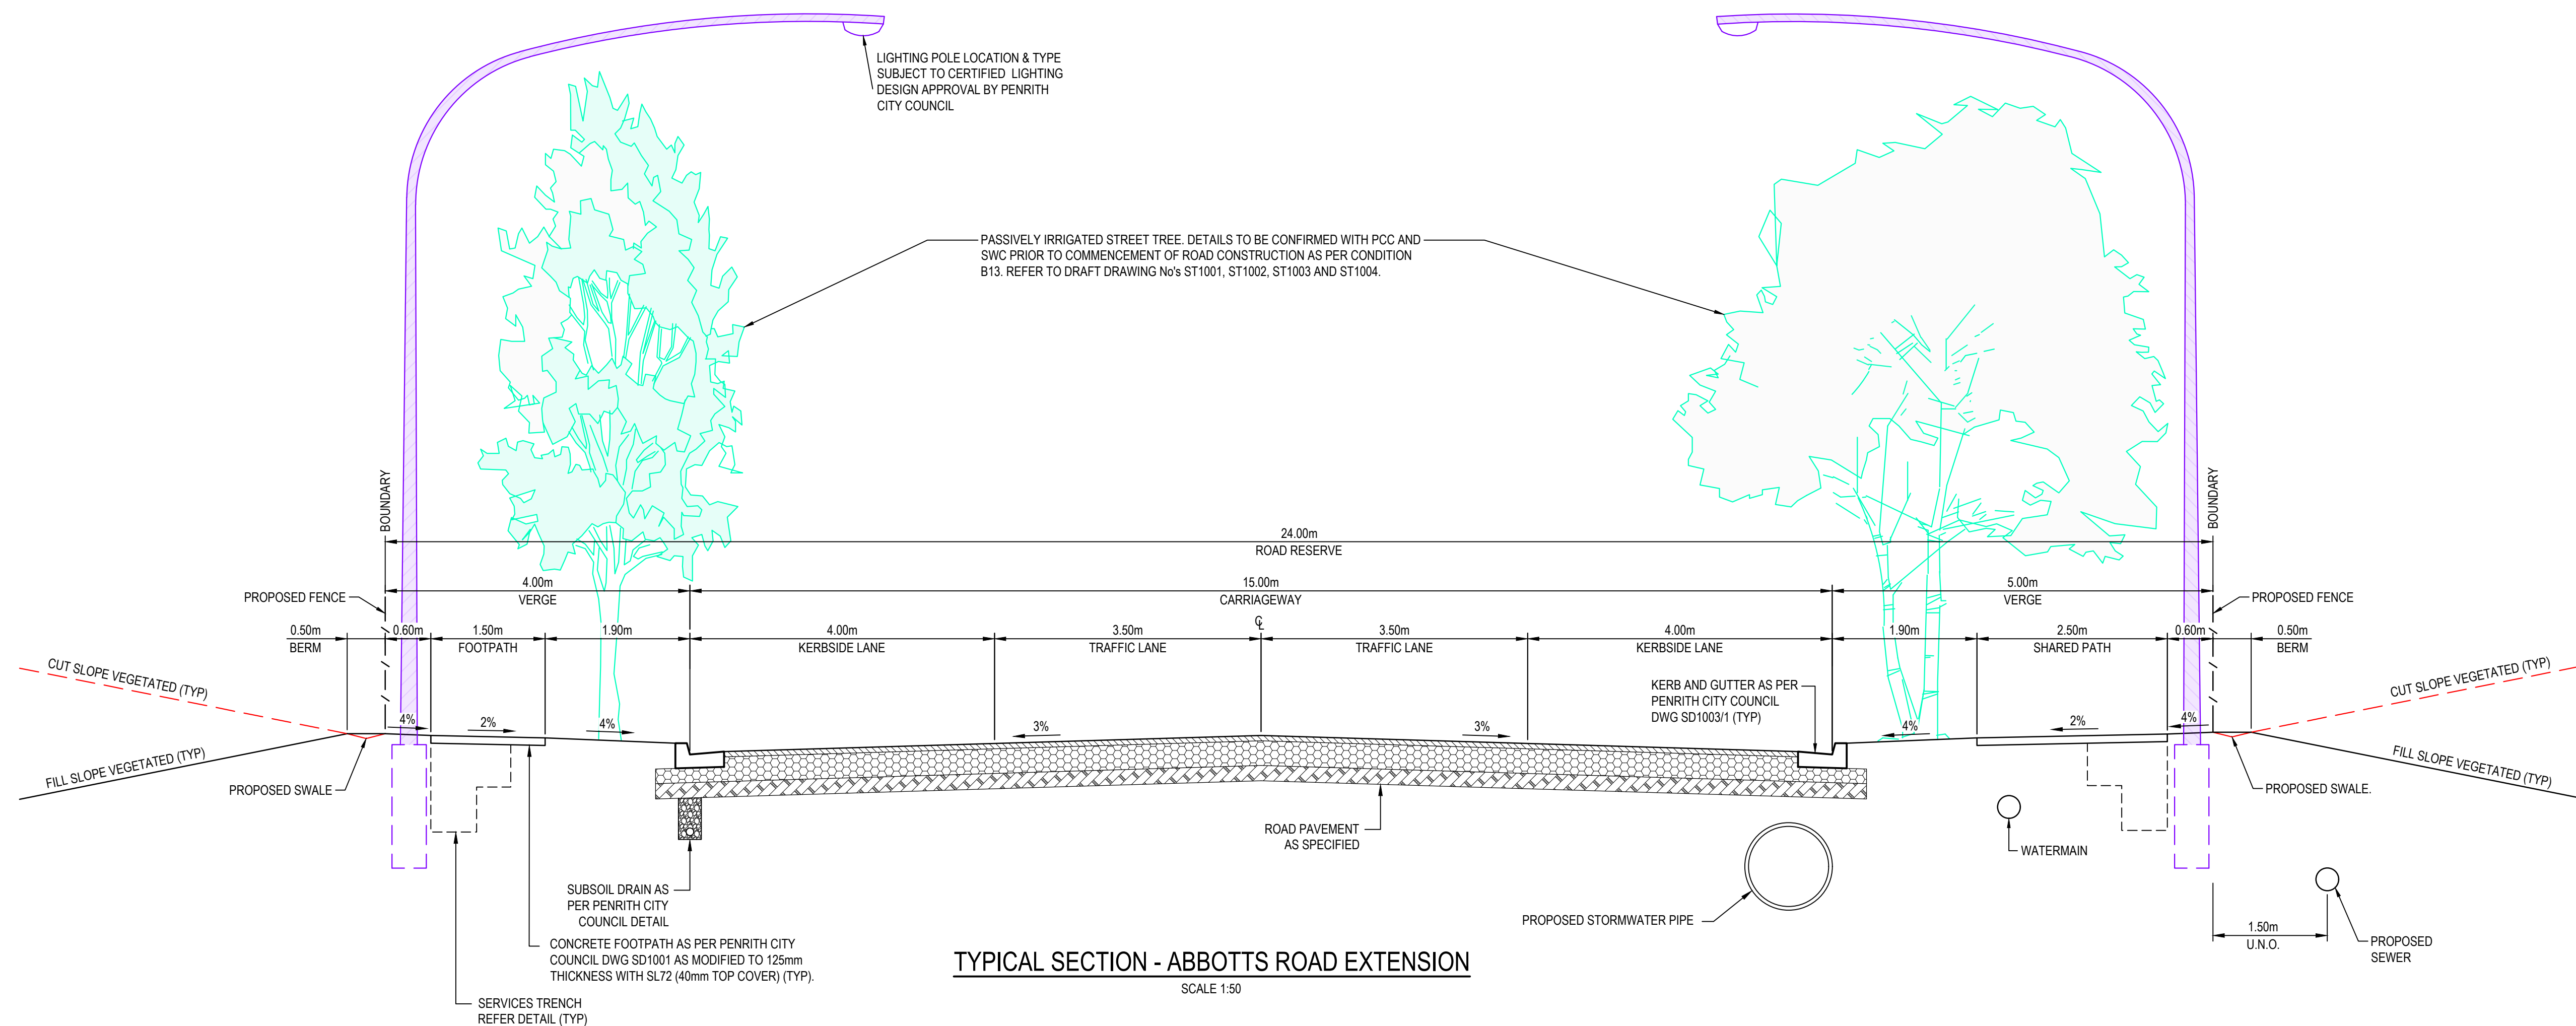 LIGHTING POLE LOCATION & TYPE
SUBJECT TO CERTIFIED LIGHTING
DESIGN APPROVAL BY PENRITH
CITY COUNCIL
PASSIVELY IRRIGATED STREET TREE. DETAILS TO BE CONFIRMED WITH PCC AND
SWC PRIOR TO COMMENCEMENT OF ROAD CONSTRUCTION AS PER CONDITION
B13. REFER TO DRAFT DRAWING No's ST1001, ST1002, ST1003 AND ST1004.
BOUNDARY
BOUNDARY
24.00m
ROAD RESERVE
4.00m
VERGE
15.00m
CARRIAGEWAY
5.00m
VERGE
PROPOSED FENCE
PROPOSED FENCE
0.50m
BERM
0.60m
1.50m
FOOTPATH
1.90m
4.00m
KERBSIDE LANE
3.50m
TRAFFIC LANE
CL
3.50m
TRAFFIC LANE
4.00m
KERBSIDE LANE
1.90m
2.50m
SHARED PATH
0.60m
0.50m
BERM
CUT SLOPE VEGETATED (TYP)
CUT SLOPE VEGETATED (TYP)
KERB AND GUTTER AS PER
PENRITH CITY COUNCIL
DWG SD1003/1 (TYP)
4%
2%
4%
3%
3%
4%
2%
4%
FILL SLOPE VEGETATED (TYP)
FILL SLOPE VEGETATED (TYP)
PROPOSED SWALE
PROPOSED SWALE.
ROAD PAVEMENT
AS SPECIFIED
WATERMAIN
SUBSOIL DRAIN AS
PER PENRITH CITY
COUNCIL DETAIL
PROPOSED STORMWATER PIPE
1.50m
U.N.O.
PROPOSED
SEWER
CONCRETE FOOTPATH AS PER PENRITH CITY
COUNCIL DWG SD1001 AS MODIFIED TO 125mm
THICKNESS WITH SL72 (40mm TOP COVER) (TYP).
SERVICES TRENCH
REFER DETAIL (TYP)
TYPICAL SECTION - ABBOTTS ROAD EXTENSION
SCALE 1:50